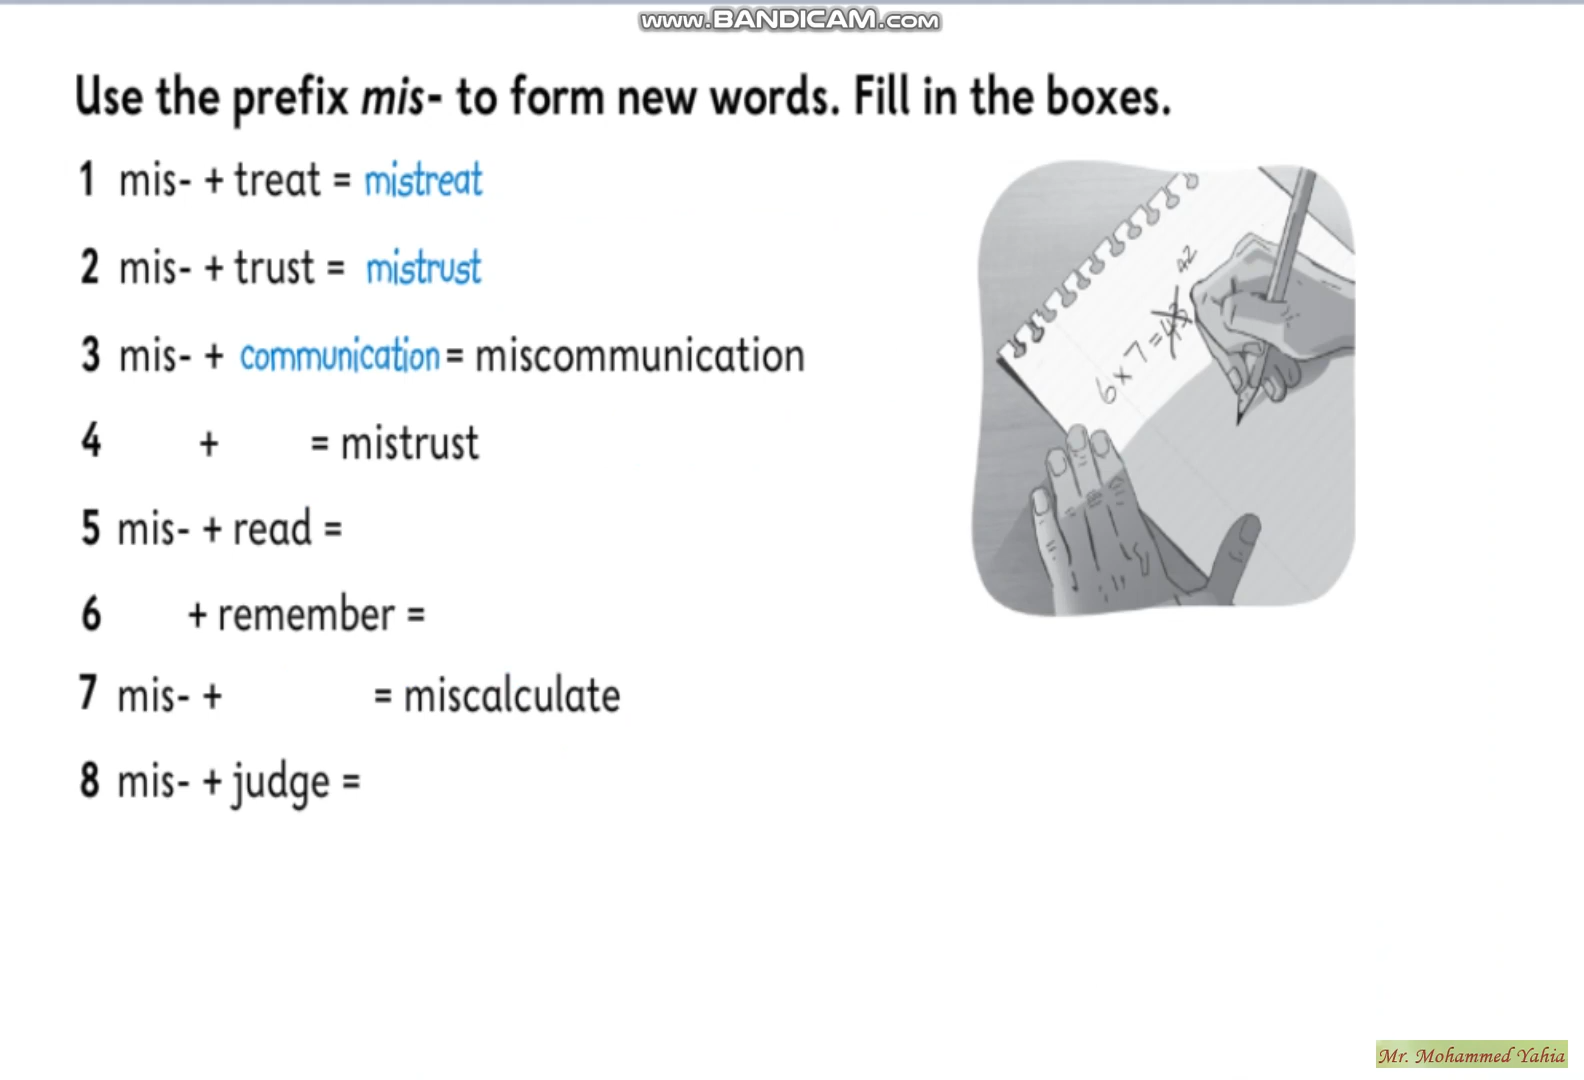 www.BANDICAM.com
Use the prefix mis- to form new words. Fill in the boxes.
1 mis- + treat = mistreat
2 mis- + trust = mistrust
3 mis- + communication = miscommunication
4 + = mistrust
5 mis- + read =
6 + remember =
7 mis- + = miscalculate
8 mis- + judge =
42
6 x 7 = 43
Mr. Mohammed Yahia